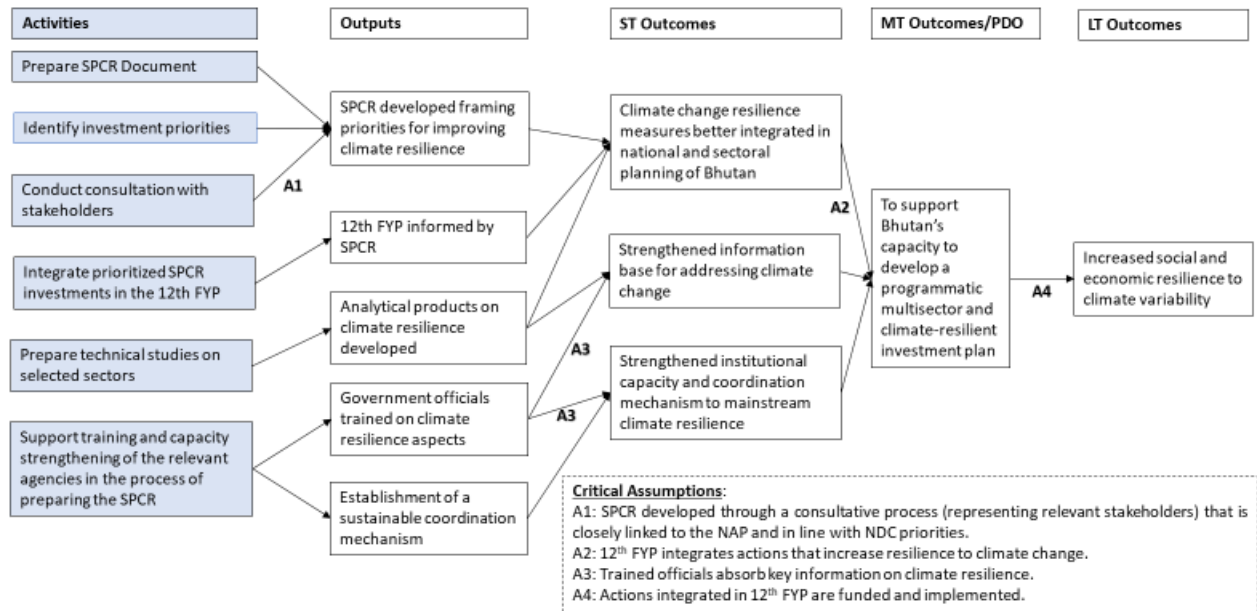 Activities
Outputs
ST Outcomes
MT Outcomes/PDO
LT Outcomes
Prepare SPCR Document
Identify investment priorities
Conduct consultation with
stakeholders
Integrate prioritized SPCR
investments in the 12th FYP
Prepare technical studies on
selected sectors
Support training and capacity
strengthening of the relevant
agencies in the process of
preparing the SPCR
A1
SPCR developed framing
priorities for improving
climate resilience
12th FYP informed by
SPCR
Analytical products on
climate resilience
developed
Government officials
trained on climate
resilience aspects
Establishment of a
sustainable coordination
mechanism
A3
A3
Climate change resilience
measures better integrated in
national and sectoral
planning of Bhutan
Strengthened information
base for addressing climate
change
Strengthened institutional
capacity and coordination
mechanism to mainstream
climate resilience
A2
To support
Bhutan's
capacity to
develop a
programmatic
multisector and
climate-resilient
investment plan
A4
Increased social and
economic resilience to
climate variability
Critical Assumptions:
A1: SPCR developed through a consultative process (representing relevant stakeholders) that is
closely linked to the NAP and in line with NDC priorities.
A2: 12th FYP integrates actions that increase resilience to climate change.
A3: Trained officials absorb key information on climate resilience.
A4: Actions integrated in 12th FYP are funded and implemented.